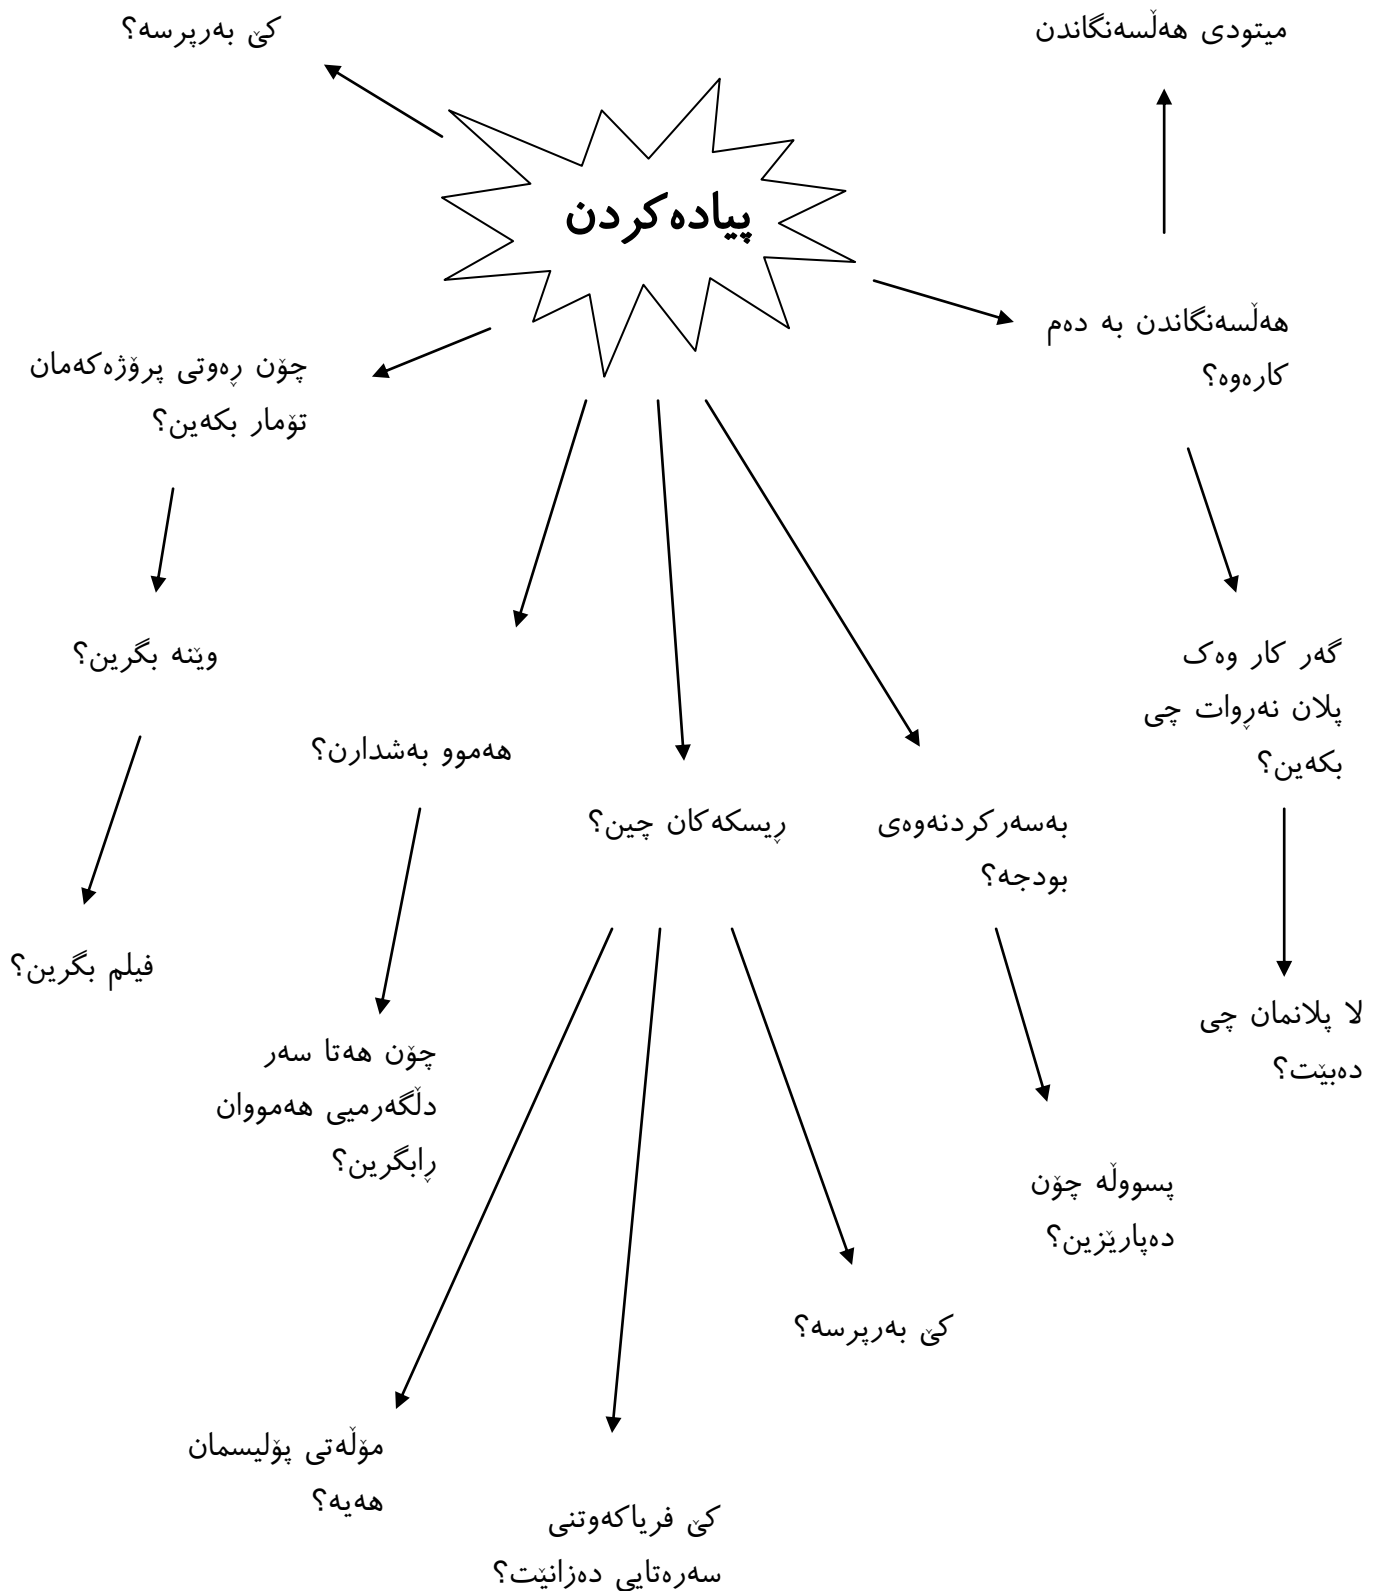 کێ بەرپرسە؟
میتودی هەڵسەنگاندن
پیادەکردن
هەڵسەنگاندن بە دەم
کارەوە؟
چۆن ڕەوتی پرۆژەکەمان
تۆمار بکەین؟
وێنە بگرین؟
گەر کار وەک
پلان نەڕوات چی
بکەین؟
هەموو بەشدارن؟
ڕیسکەکان چین؟
بەسەرکردنەوەی
بودجە؟
فیلم بگرین؟
لا پلانمان چی
دەبێت؟
چۆن هەتا سەر
دڵگەرمیی هەمووان
ڕابگرین؟
پسووڵە چۆن
دەپارێزین؟
کێ بەرپرسە؟
مۆڵەتی پۆلیسمان
هەیە؟
کێ فریاکەوتنی
سەرەتایی دەزانێت؟